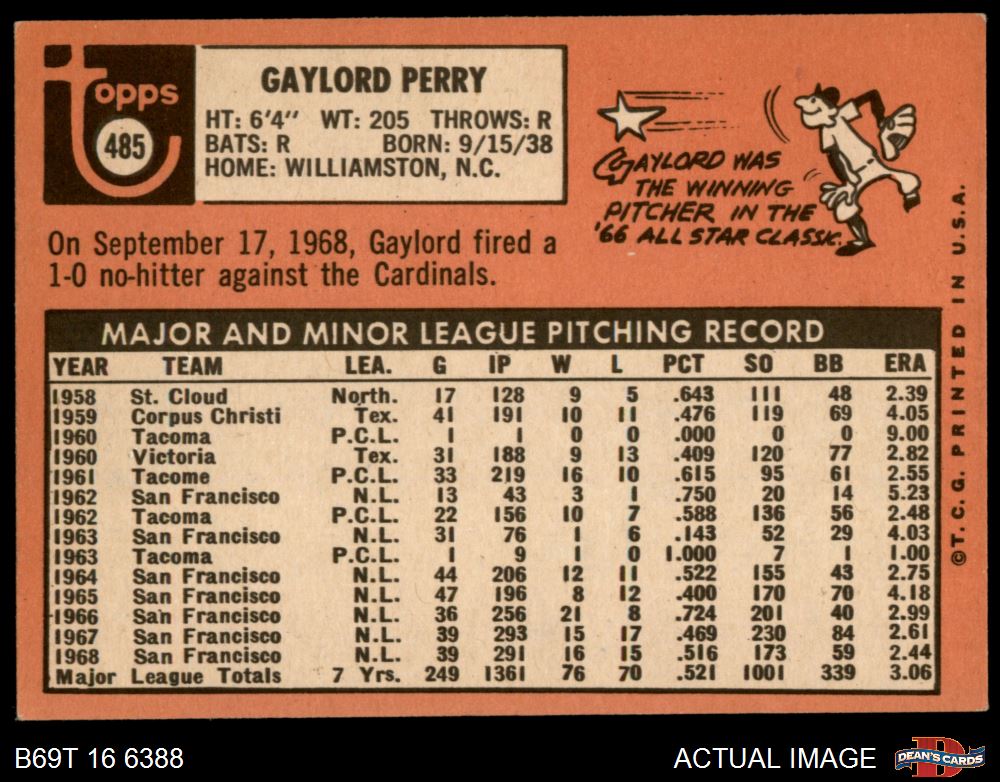 topps
485
GAYLORD PERRY
HT: 6'4" WT: 205 THROWS: R
BATS: R BORN: 9/15/38
HOME: WILLIAMSTON, N.C.
GAYLORD WAS
THE WINNING
PITCHER IN THE
'66 ALL STAR CLASSIC.
On September 17, 1968, Gaylord fired a
1-0 no-hitter against the Cardinals.
MAJOR AND MINOR LEAGUE PITCHING RECORD
YEAR TEAM LEA. G IP W L PCT SO BB ERA
1958 St. Cloud North. 17 128 9 5 .643 111 48 2.39
1959 Corpus Christi Tex. 41 191 10 11 .476 119 69 4.05
1960 Tacoma P.C.L. 1 1 0 0 .000 0 0 9.00
1960 Victoria Tex. 31 188 9 13 .409 120 77 2.82
1961 Tacome P.C.L. 33 219 16 10 .615 95 61 2.55
1962 San Francisco N.L. 13 43 3 1 .750 20 14 5.23
1962 Tacoma P.C.L. 22 156 10 7 .588 136 56 2.48
1963 San Francisco N.L. 31 76 1 6 .143 52 29 4.03
1963 Tacoma P.C.L. 1 9 1 0 1.000 7 1 1.00
1964 San Francisco N.L. 44 206 12 11 .522 155 43 2.75
1965 San Francisco N.L. 47 196 8 12 .400 170 70 4.18
1966 San Francisco N.L. 36 256 21 8 .724 201 40 2.99
1967 San Francisco N.L. 39 293 15 17 .469 230 84 2.61
1968 San Francisco N.L. 39 291 16 15 .516 173 59 2.44
Major League Totals 7 Yrs. 249 1361 76 70 .521 1001 339 3.06
©T. C. G. PRINTED IN U.S.A.
B69T 16 6388
ACTUAL IMAGE
D
DEAN'S CARDS